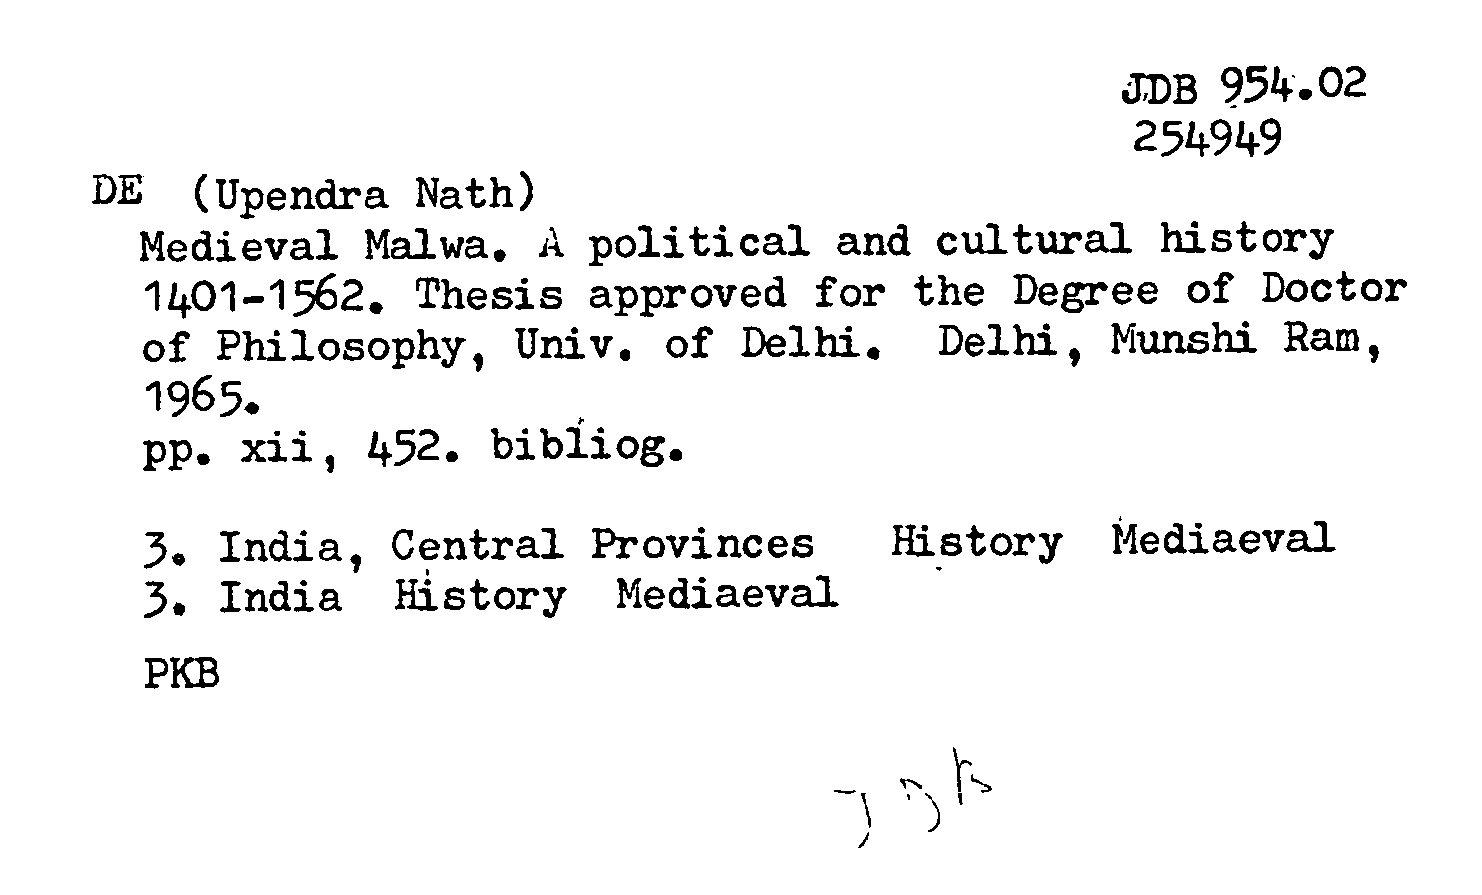 JDB 954.02
254949
DE (Upendra Nath)
Medieval Malwa. A political and cultural history
1401-1562. Thesis approved for the Degree of Doctor
of Philosophy, Univ. of Delhi. Delhi, Munshi Ram,
1965.
pp. xii, 452. bibliog.
3. India, Central Provinces History Mediaeval
3. India History Mediaeval
PKB